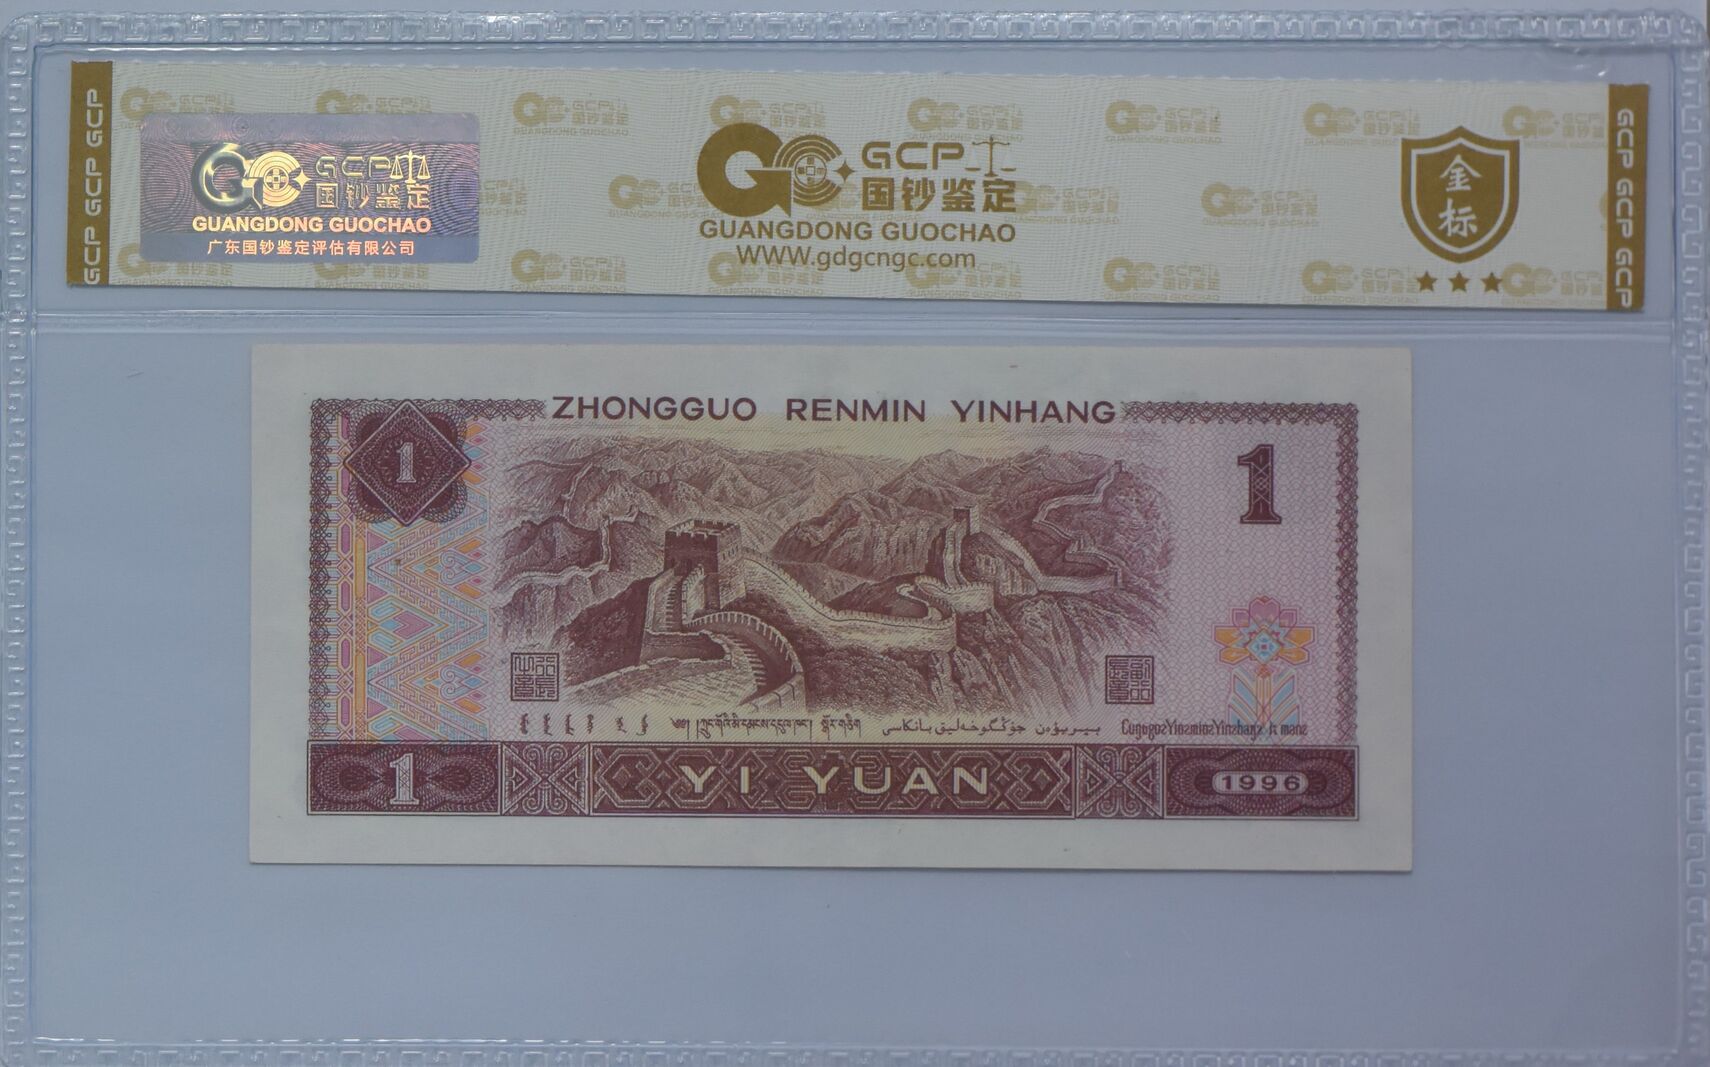 GCP GCP GCP
GCP
国钞鉴定
GUANGDONG GUOCHAO
广东国钞鉴定评估有限公司
GCP
国钞鉴定
GUANGDONG GUOCHAO
WWW.gdgcngc.com
金标
GCP GCP GCP
ZHONGGUO RENMIN YINHANG
1
1
1
YI YUAN
1996